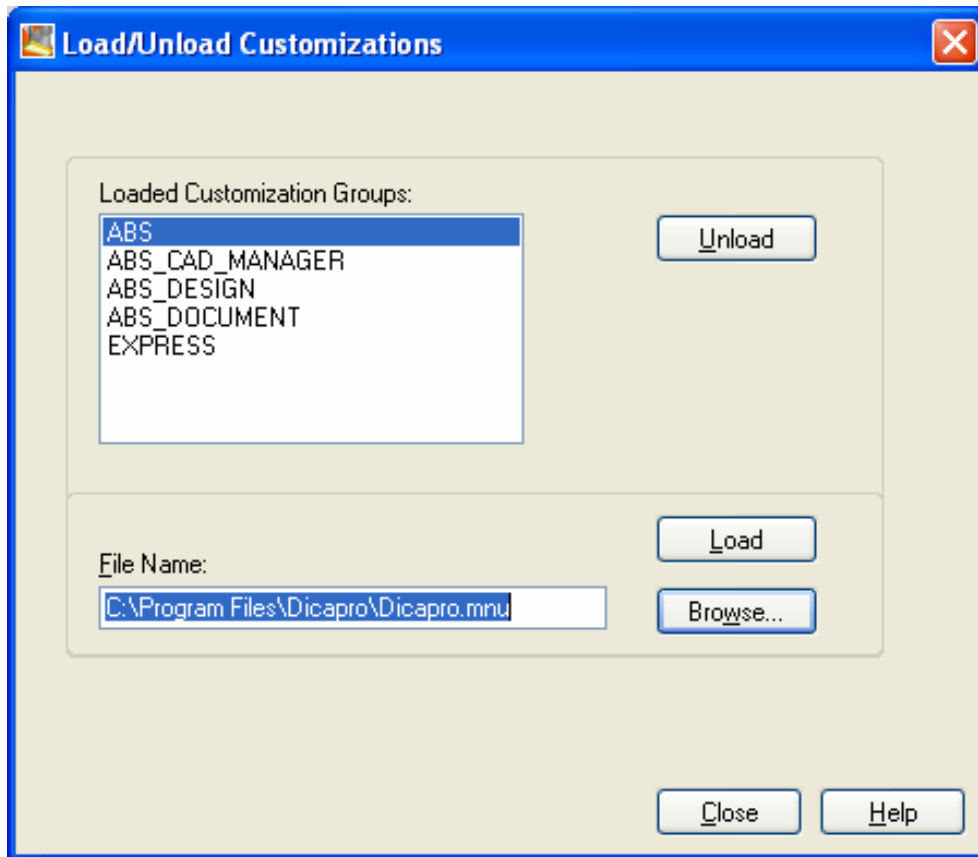 Load/Unload Customizations
Loaded Customization Groups:
ABS
ABS_CAD_MANAGER
ABS_DESIGN
ABS_DOCUMENT
EXPRESS
Unload
Load
File Name:
C:\Program Files\Dicapro\Dicapro.mnu
Browse...
Close
Help